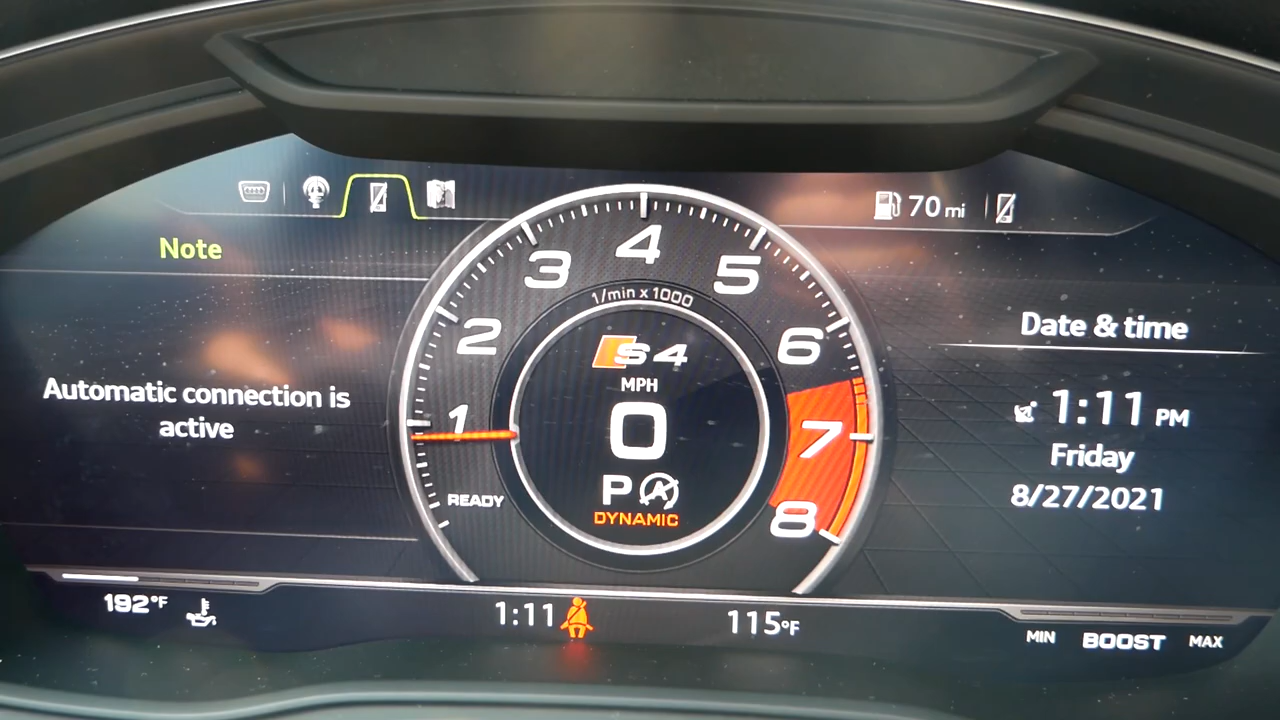 70 mi
Note
Automatic connection is
active
1
2
3
4
5
6
7
8
1/min x 1000
S4
MPH
0
P A
DYNAMIC
READY
Date & time
1:11 PM
Friday
8/27/2021
192°F
1:11
115°F
MIN BOOST MAX